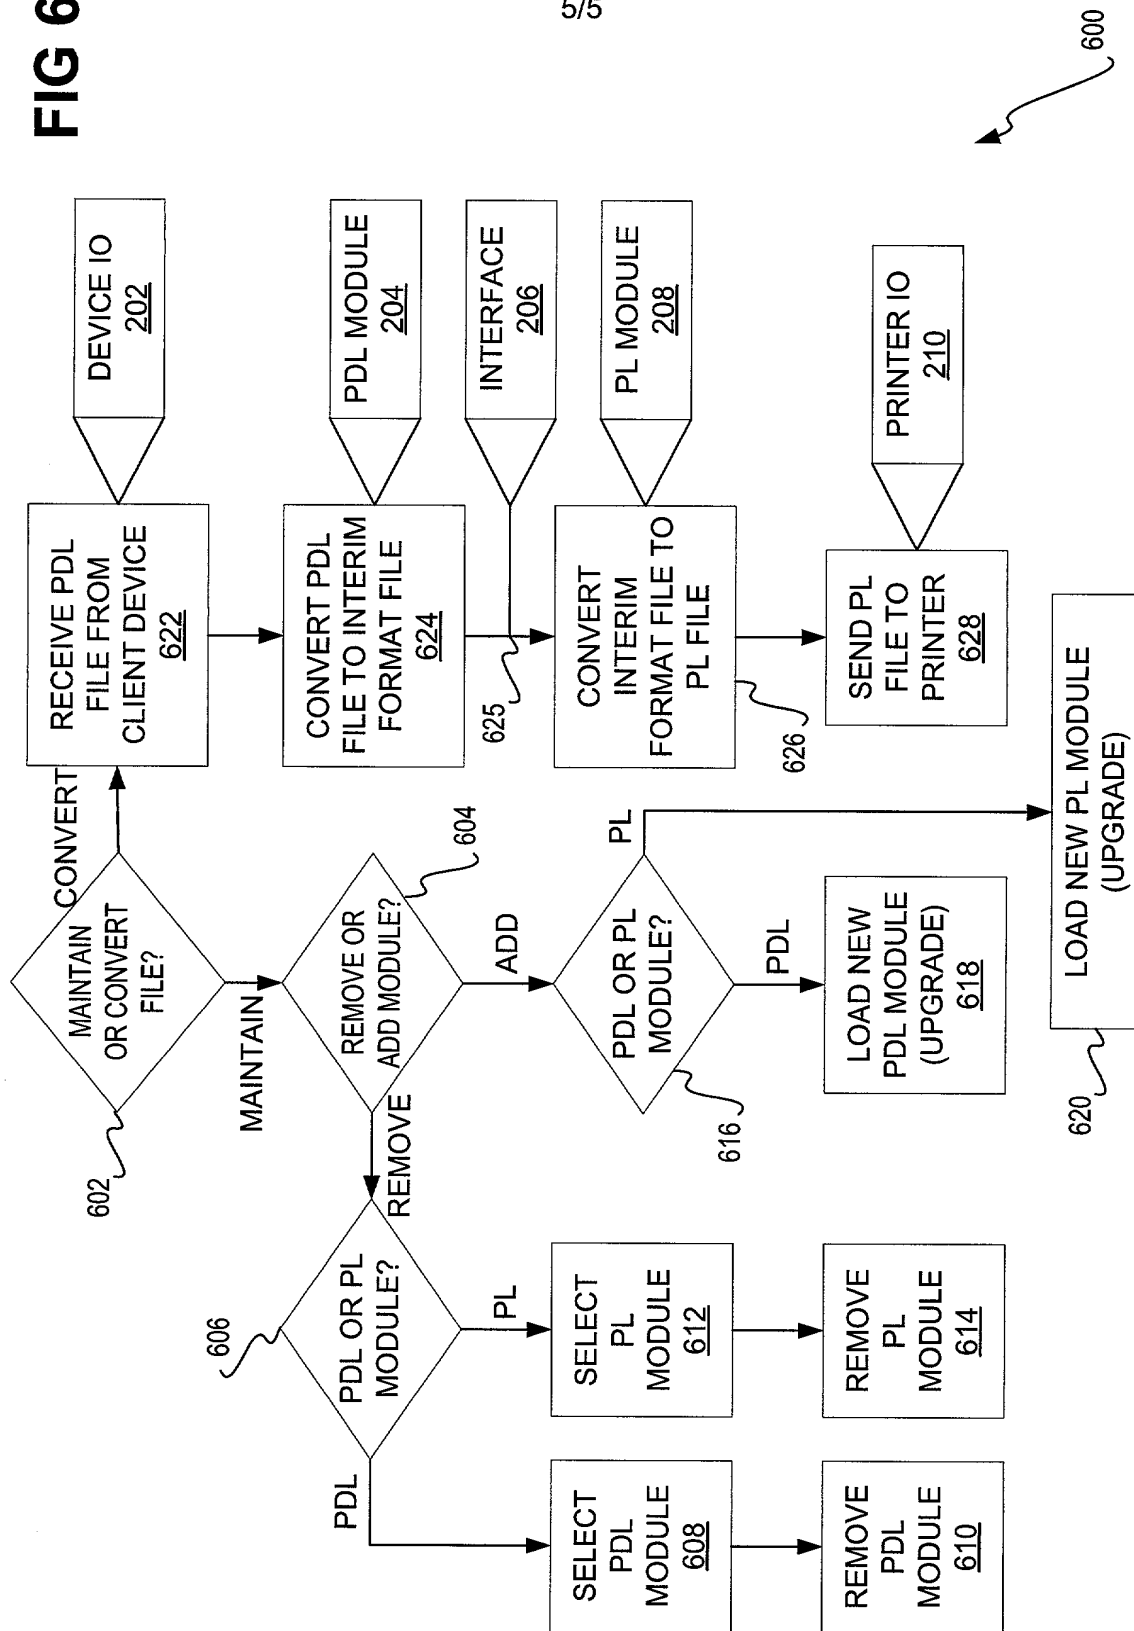 FIG 6
5/5
600
MAINTAIN
OR CONVERT
FILE?
602
CONVERT
MAINTAIN
RECEIVE PDL
FILE FROM
CLIENT DEVICE
622
DEVICE IO
202
CONVERT PDL
FILE TO INTERIM
FORMAT FILE
624
PDL MODULE
204
625
INTERFACE
206
CONVERT
INTERIM
FORMAT FILE TO
PL FILE
626
PL MODULE
208
SEND PL
FILE TO
PRINTER
628
PRINTER IO
210
REMOVE OR
ADD MODULE?
604
REMOVE
ADD
PDL OR PL
MODULE?
606
PDL
PL
SELECT
PDL
MODULE
608
REMOVE
PDL
MODULE
610
SELECT
PL
MODULE
612
REMOVE
PL
MODULE
614
PDL OR PL
MODULE?
616
PDL
PL
LOAD NEW
PDL MODULE
(UPGRADE)
618
LOAD NEW PL MODULE
(UPGRADE)
620